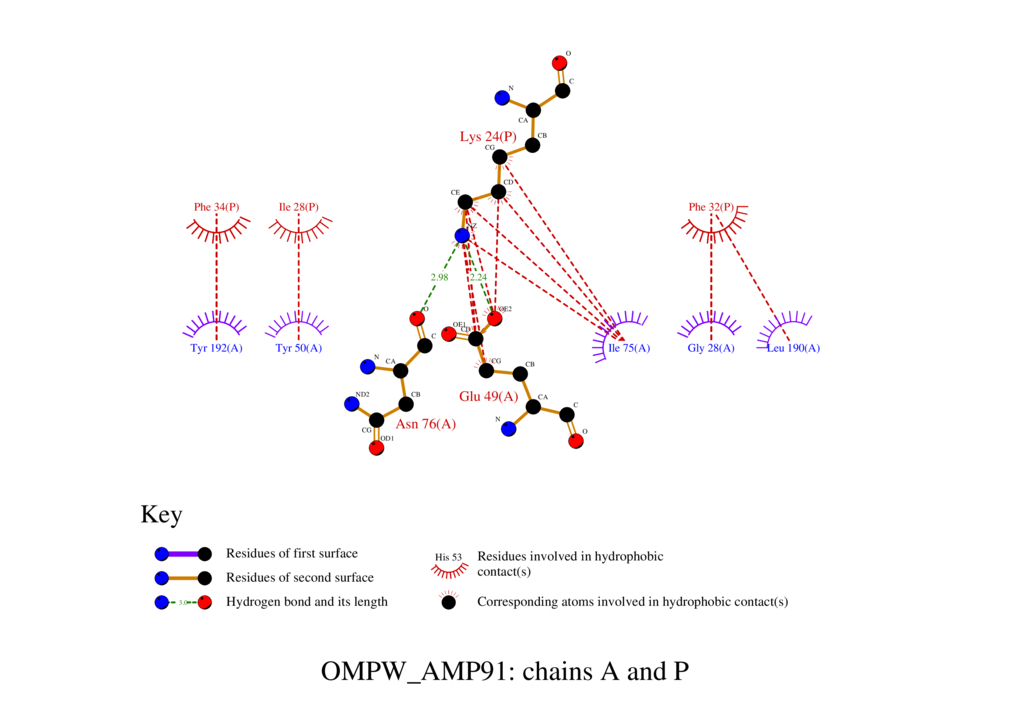 O
N
C
CA
CB
Lys 24(P)
CG
CD
CE
Phe 34(P)
Ile 28(P)
Phe 32(P)
2.98
2.24
O
OE2
OE1
CD
C
Tyr 192(A)
Tyr 50(A)
Ile 75(A)
Gly 28(A)
Leu 190(A)
N
CA
CG
CB
ND2
CB
Glu 49(A)
CA
C
Asn 76(A)
N
CG
OD1
O
Key
Residues of first surface
Residues of second surface
3.0
Hydrogen bond and its length
His 53
Residues involved in hydrophobic
contact(s)
Corresponding atoms involved in hydrophobic contact(s)
OMPW_AMP91: chains A and P